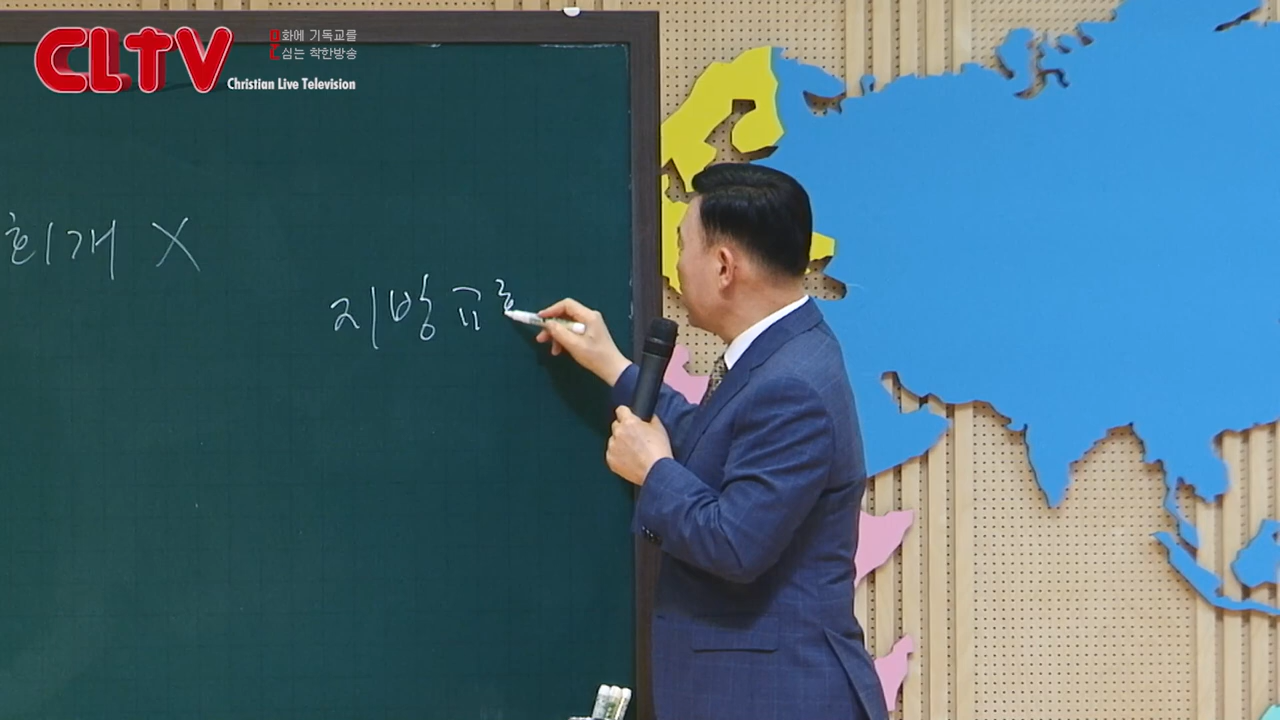 CLTV
문화에 기독교를
심는 착한방송
Christian Live Television
회개 X
지방교